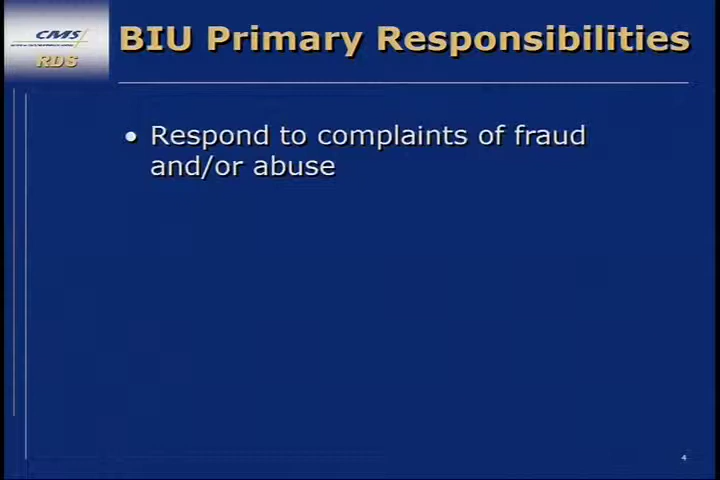 CMS
RDS
BIU Primary Responsibilities
• Respond to complaints of fraud
and/or abuse
4